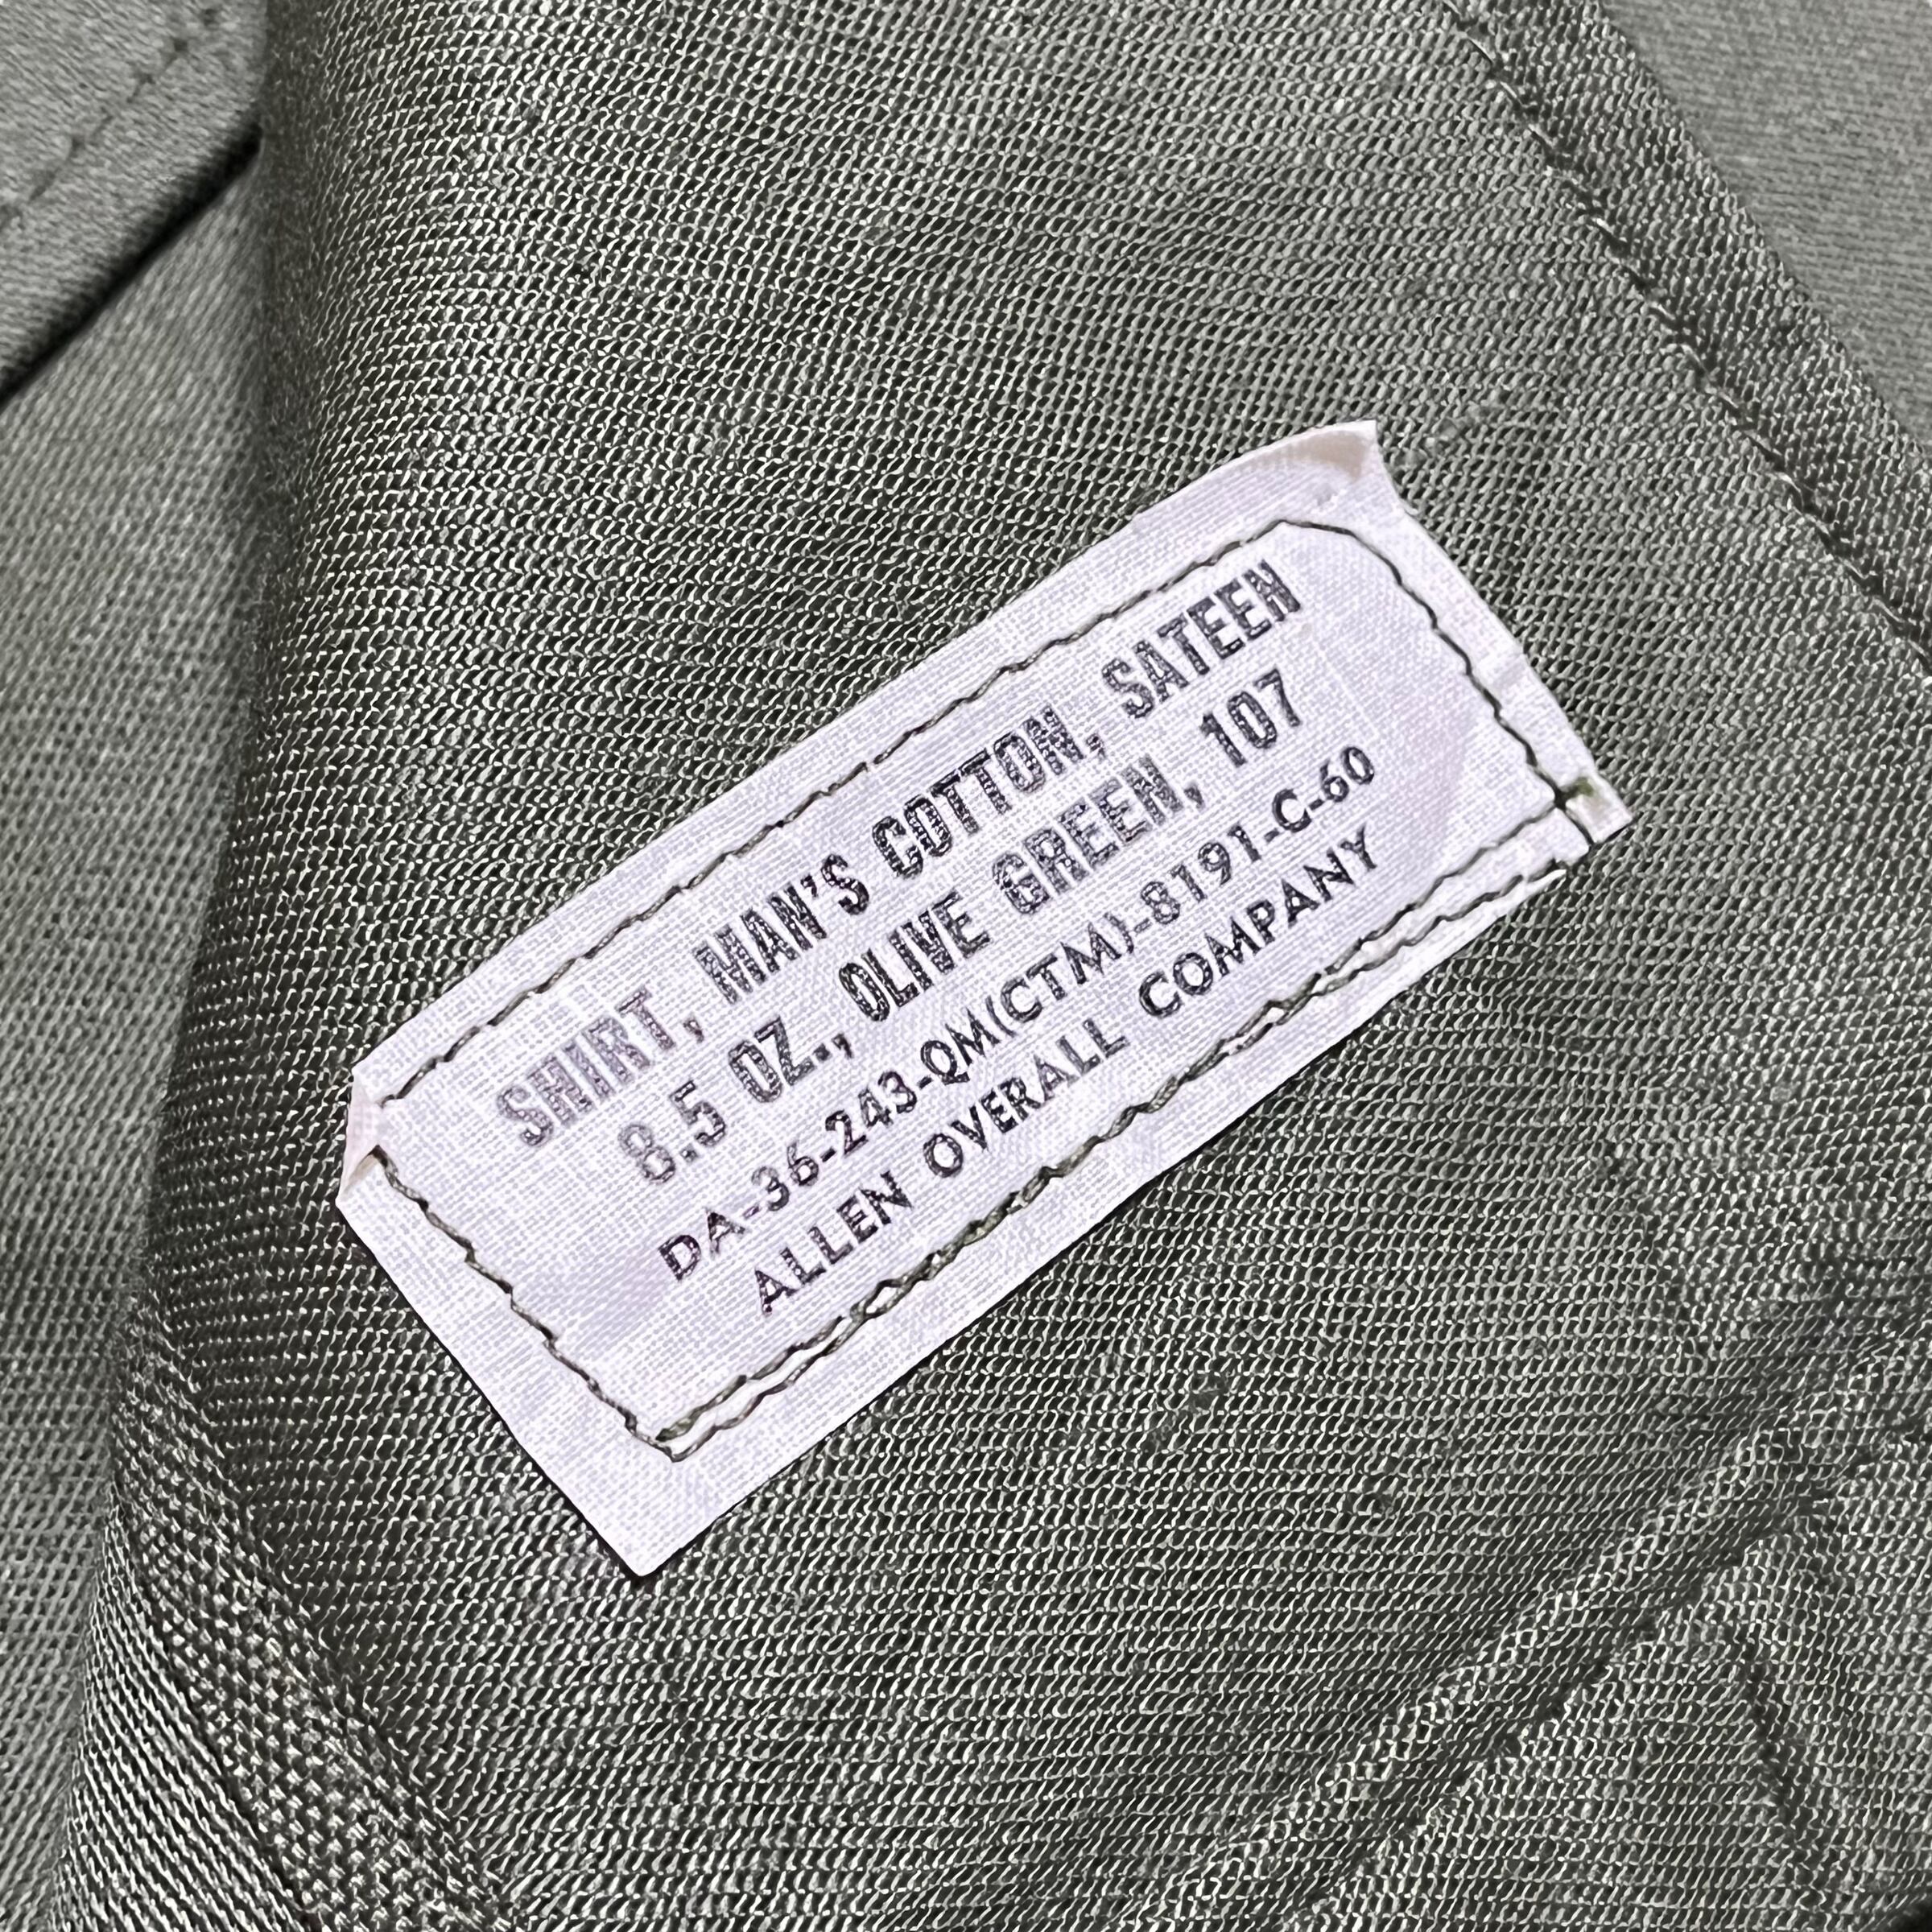 SHIRT, MAN'S COTTON, SATEEN
8.5 OZ., OLIVE GREEN, 107
DA-36-243-QM(CTM)-8191-C-60
ALLEN OVERALL COMPANY